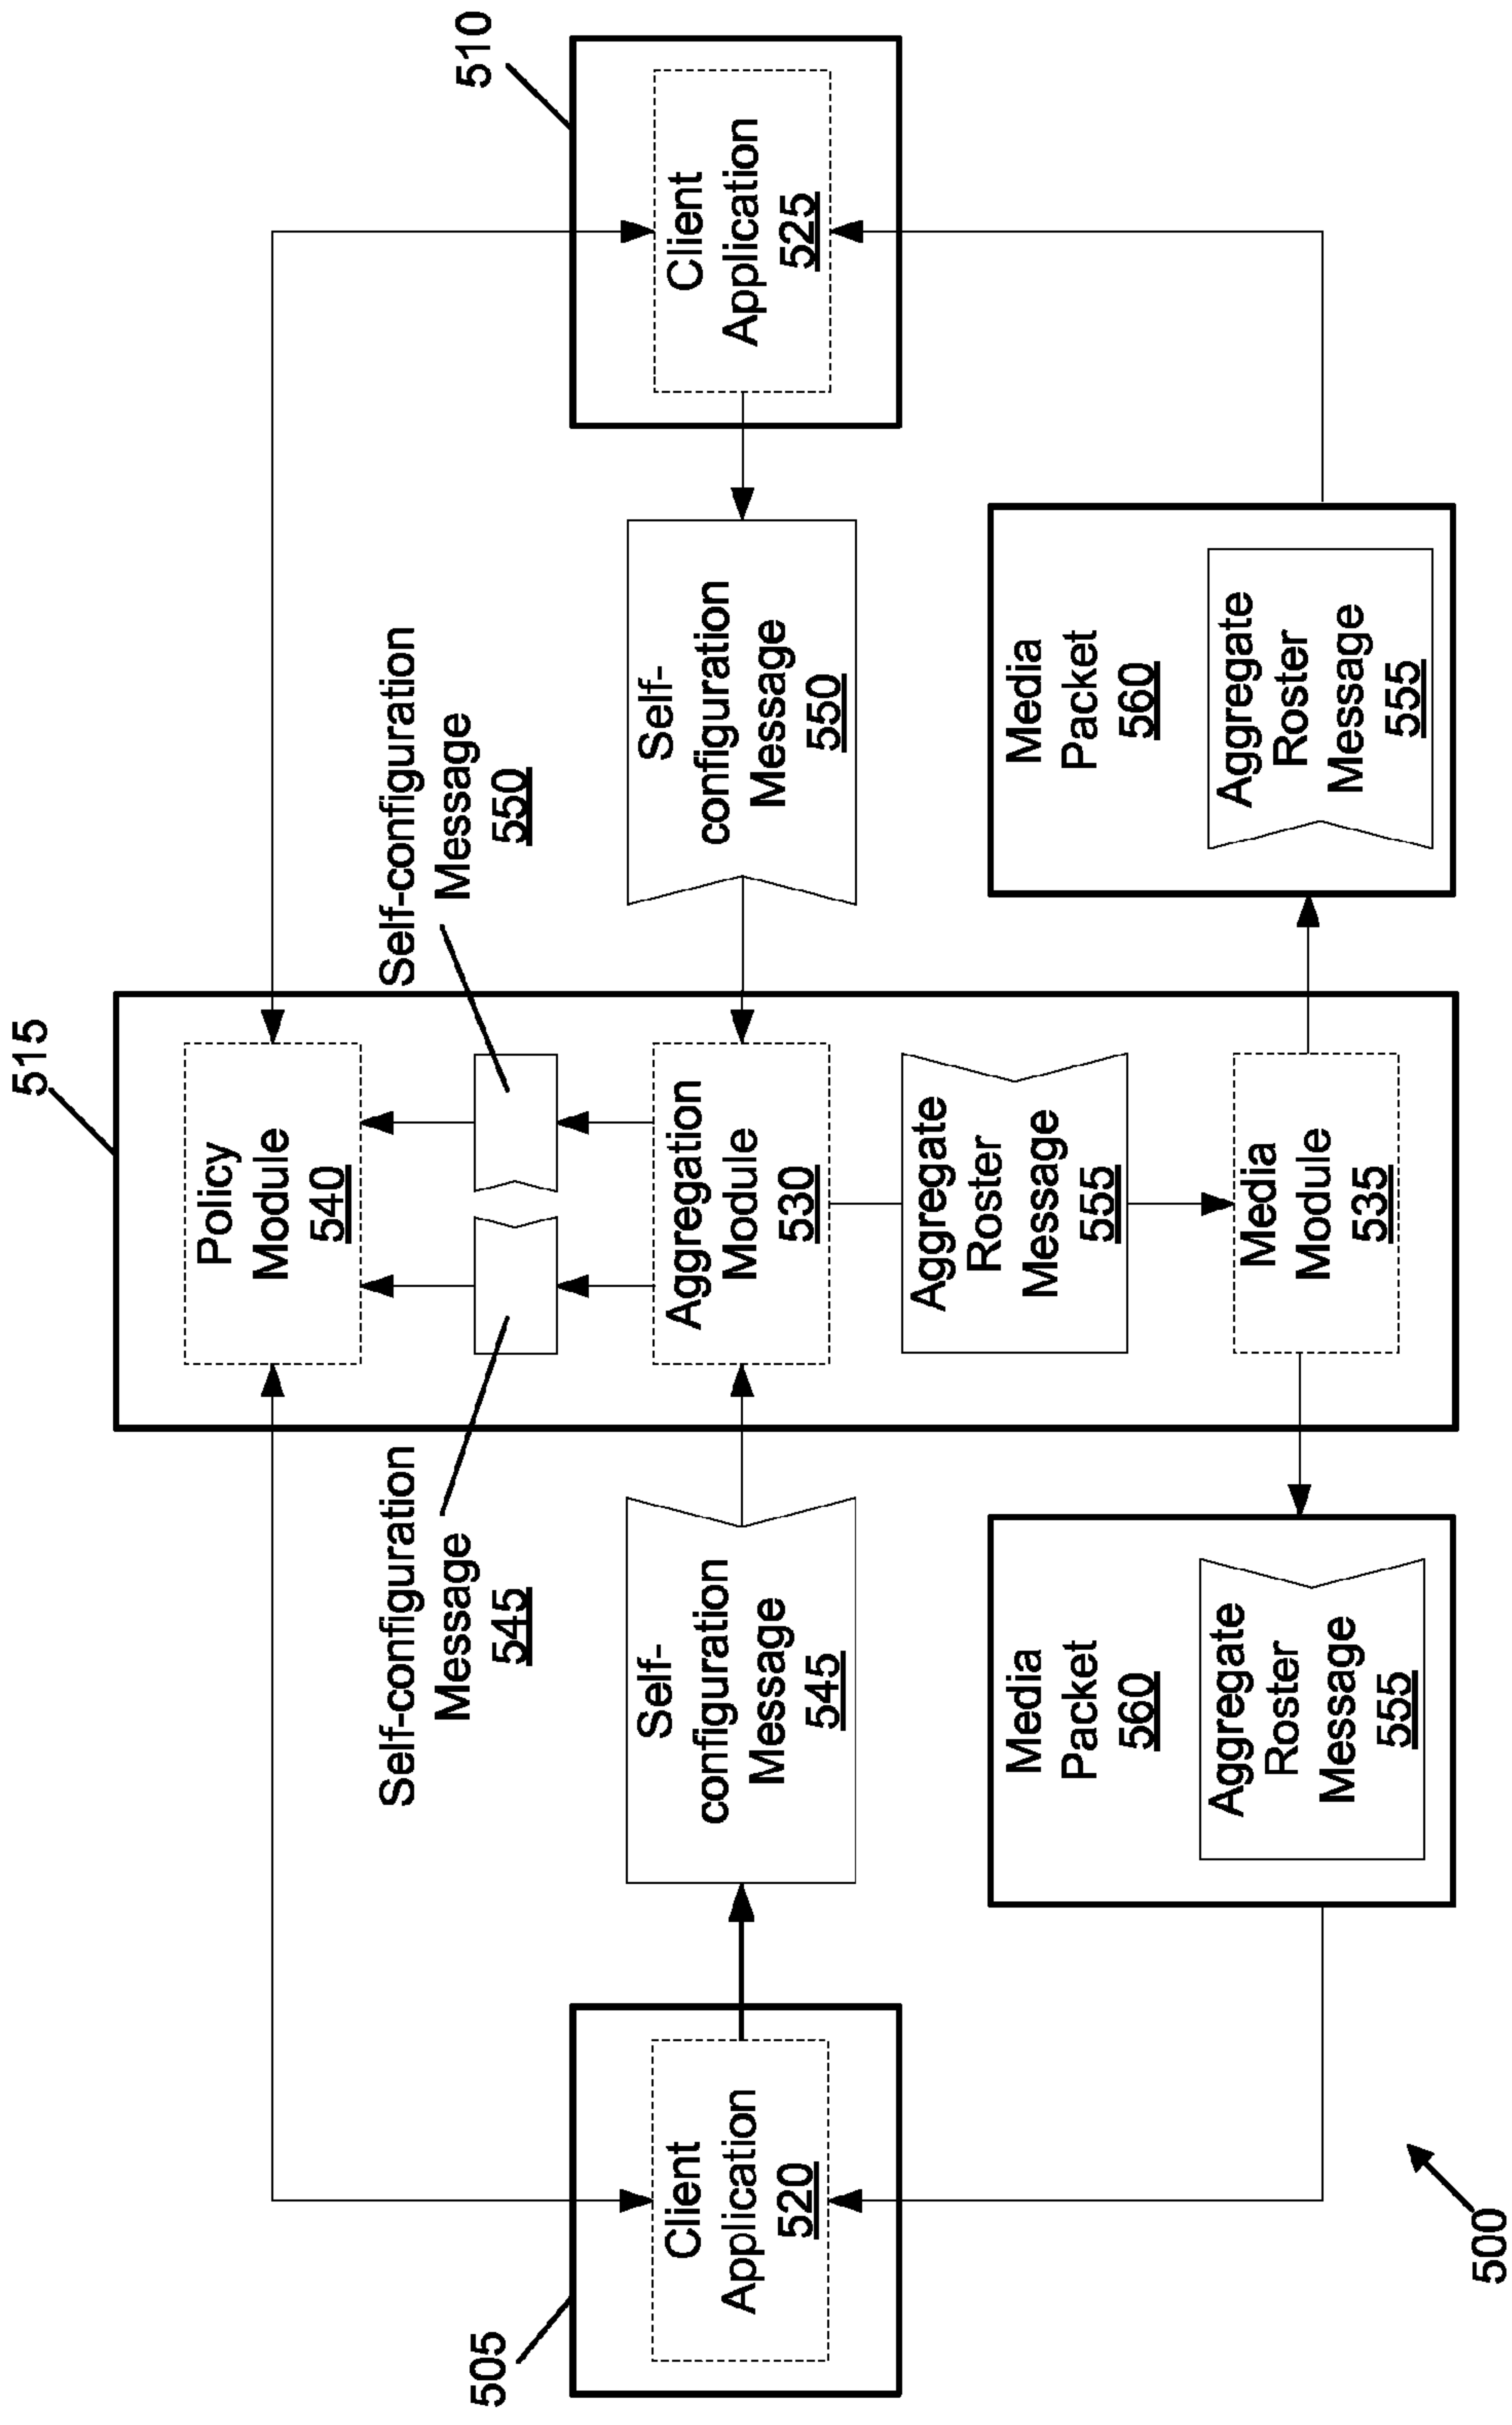 515
Policy
Module
540
Self-configuration
Message
545
Self-configuration
Message
550
505
Client
Application
520
Self-
configuration
Message
545
Aggregation
Module
530
Self-
configuration
Message
550
510
Client
Application
525
Aggregate
Roster
Message
555
Media
Packet
560
Aggregate
Roster
Message
555
Media
Module
535
Media
Packet
560
Aggregate
Roster
Message
555
500